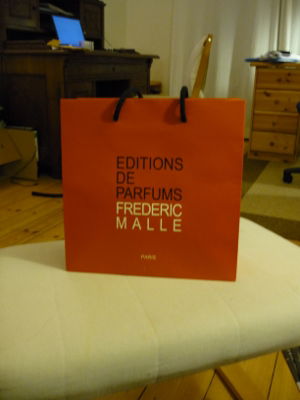 EDITIONS
DE
PARFUMS
FREDERIC
MALLE
PARIS